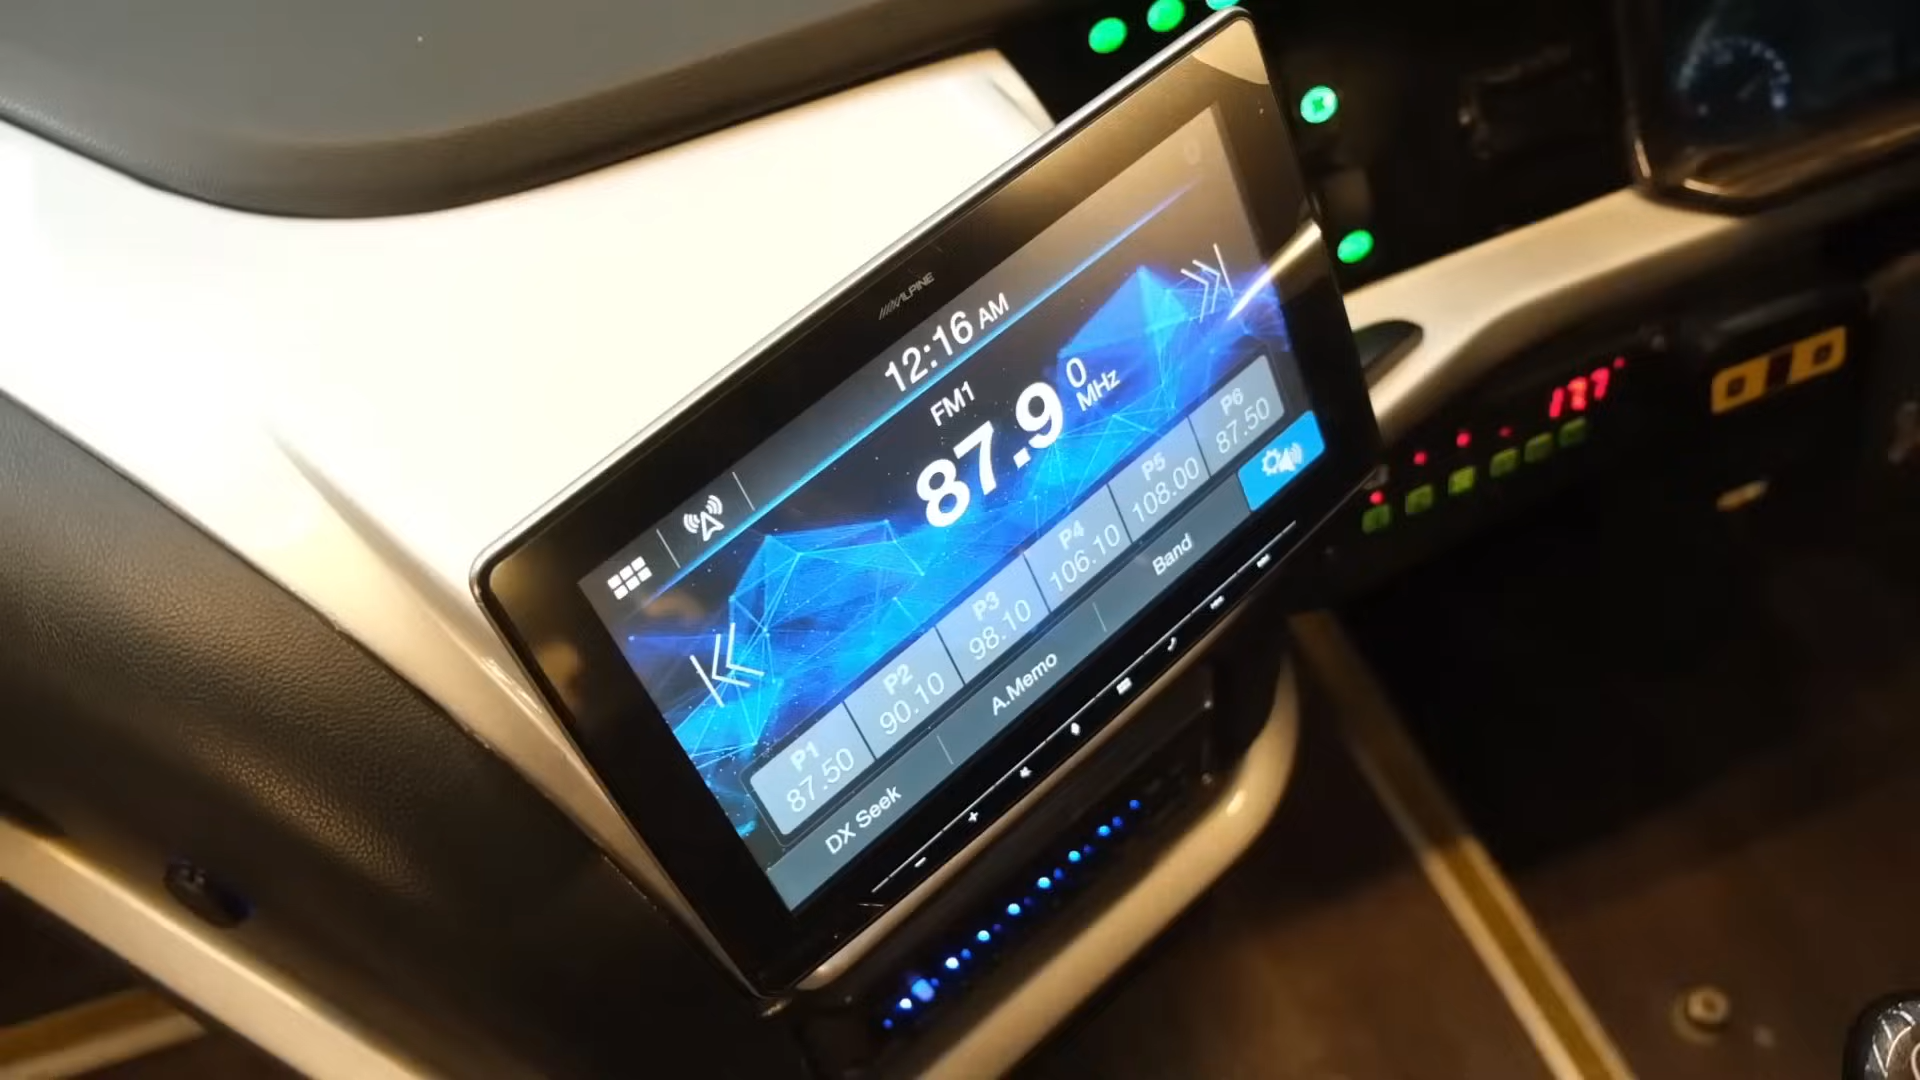 ALPINE
12:16 AM
FM1
87.90 MHz
P1 87.50
P2 90.10
P3 98.10
P4 106.10
P5 108.00
P6 87.50
DX Seek
A.Memo
Band